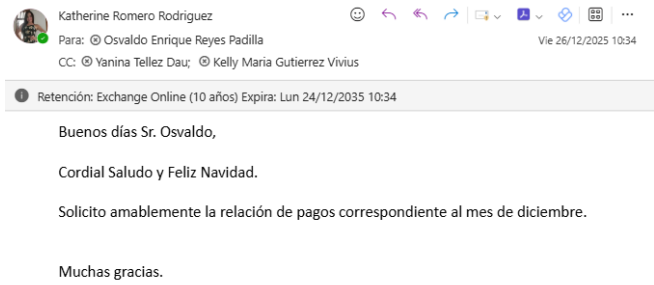 Katherine Romero Rodriguez
Para: Osvaldo Enrique Reyes Padilla
Vie 26/12/2025 10:34
CC: Yanina Tellez Dau; Kelly Maria Gutierrez Vivius
Retención: Exchange Online (10 años) Expira: Lun 24/12/2035 10:34
Buenos días Sr. Osvaldo,
Cordial Saludo y Feliz Navidad.
Solicito amablemente la relación de pagos correspondiente al mes de diciembre.
Muchas gracias.